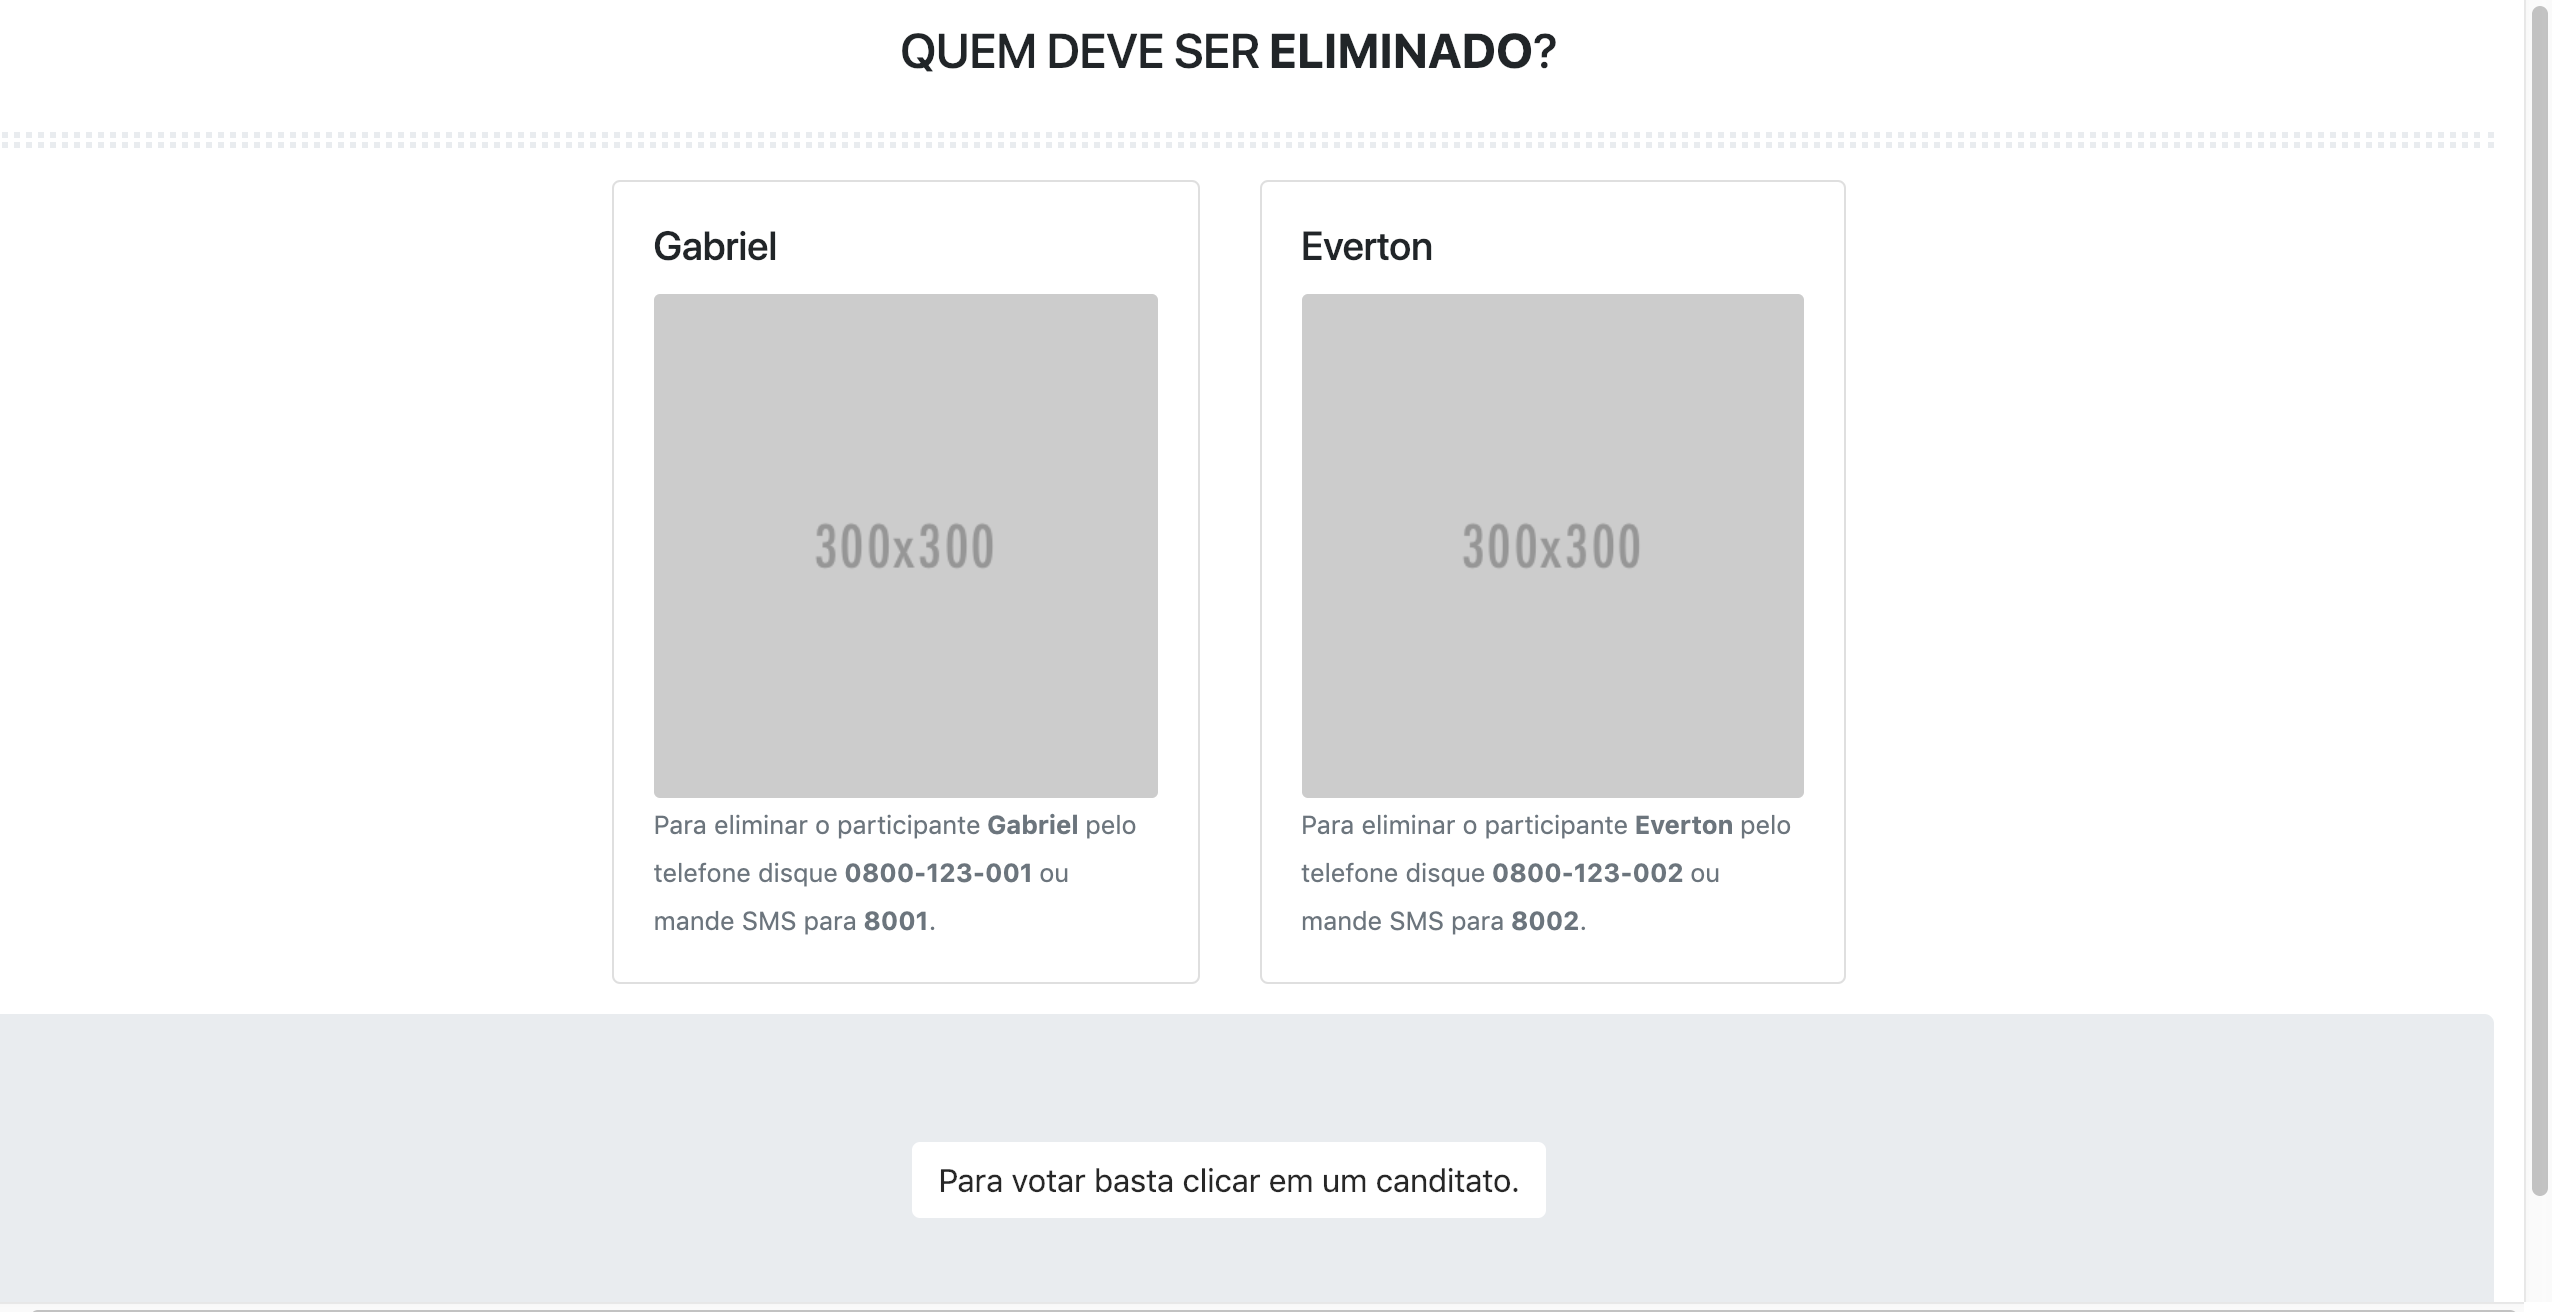 QUEM DEVE SER ELIMINADO?
Gabriel
300x300
Para eliminar o participante Gabriel pelo
telefone disque 0800-123-001 ou
mande SMS para 8001.
Everton
300x300
Para eliminar o participante Everton pelo
telefone disque 0800-123-002 ou
mande SMS para 8002.
Para votar basta clicar em um canditato.